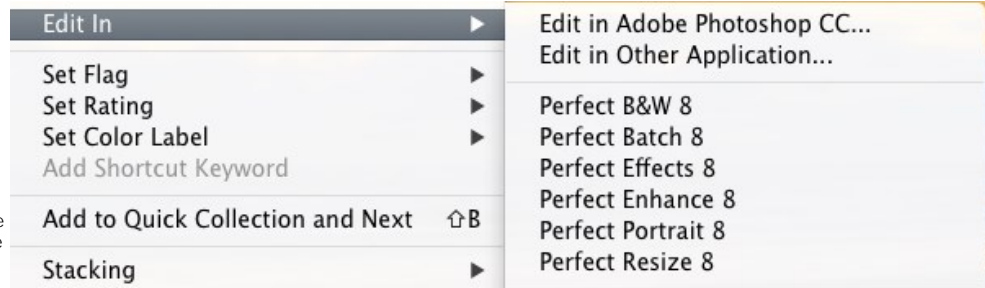 Edit In
Set Flag
Set Rating
Set Color Label
Add Shortcut Keyword
Add to Quick Collection and Next ⇧B
Stacking
Edit in Adobe Photoshop CC...
Edit in Other Application...
Perfect B&W 8
Perfect Batch 8
Perfect Effects 8
Perfect Enhance 8
Perfect Portrait 8
Perfect Resize 8